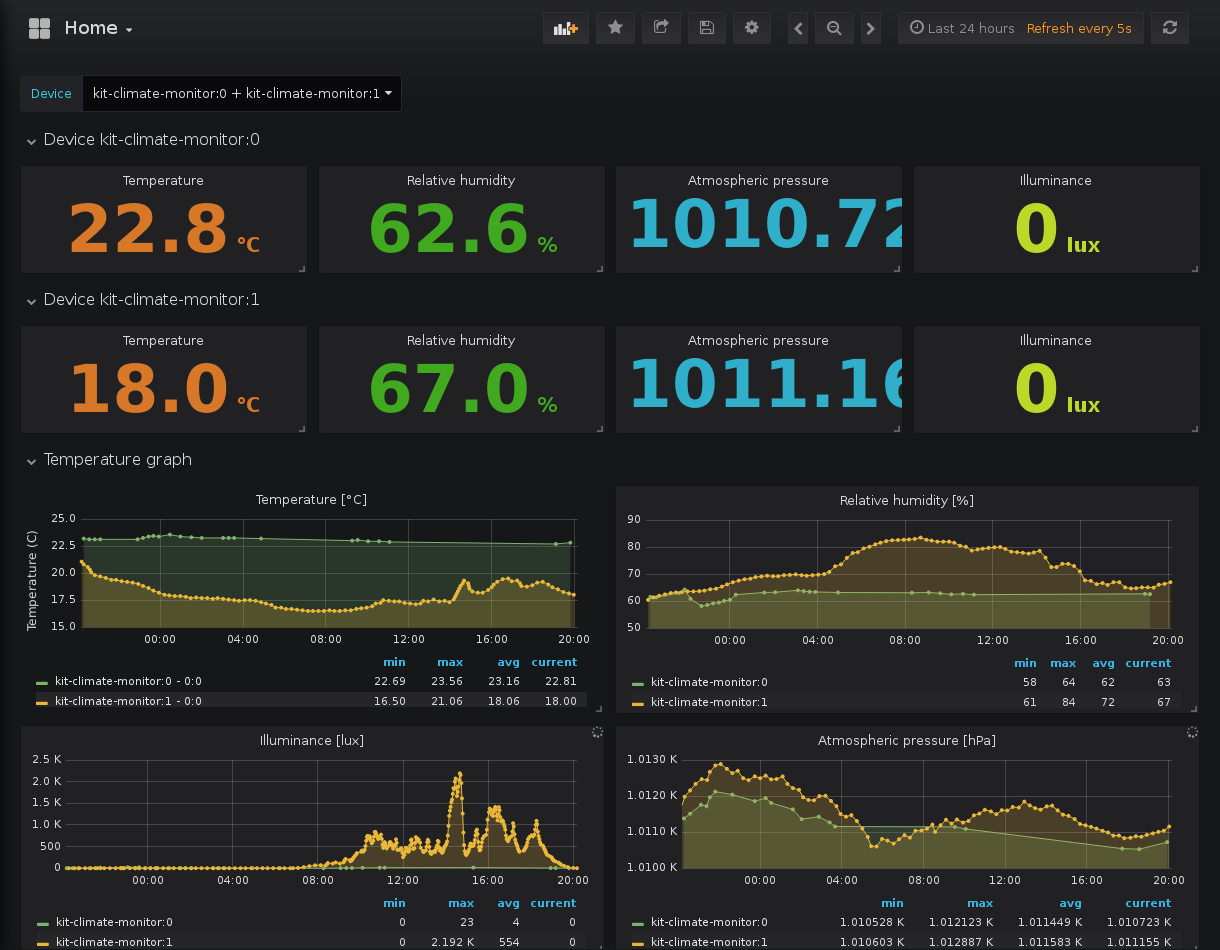 Home
Last 24 hours Refresh every 5s
Device kit-climate-monitor:0 + kit-climate-monitor:1
Device kit-climate-monitor:0
Temperature Relative humidity Atmospheric pressure Illuminance
22.8 °C 62.6 % 1010.72 0 lux
Device kit-climate-monitor:1
Temperature Relative humidity Atmospheric pressure Illuminance
18.0 °C 67.0 % 1011.16 0 lux
Temperature graph
Temperature [°C]
Temperature (C)
25.0
22.5
20.0
17.5
15.0
00:00 04:00 08:00 12:00 16:00 20:00
min max avg current
kit-climate-monitor:0 - 0:0 22.69 23.56 23.16 22.81
kit-climate-monitor:1 - 0:0 16.50 21.06 18.06 18.00
Relative humidity [%]
90
80
70
60
50
00:00 04:00 08:00 12:00 16:00 20:00
min max avg current
kit-climate-monitor:0 58 64 62 63
kit-climate-monitor:1 61 84 72 67
Illuminance [lux]
2.5 K
2.0 K
1.5 K
1.0 K
500
0
00:00 04:00 08:00 12:00 16:00 20:00
min max avg current
kit-climate-monitor:0 0 23 4 0
kit-climate-monitor:1 0 2.192 K 554 0
Atmospheric pressure [hPa]
1.0130 K
1.0120 K
1.0110 K
1.0100 K
00:00 04:00 08:00 12:00 16:00 20:00
min max avg current
kit-climate-monitor:0 1.010528 K 1.012123 K 1.011449 K 1.010723 K
kit-climate-monitor:1 1.010603 K 1.012887 K 1.011583 K 1.011155 K